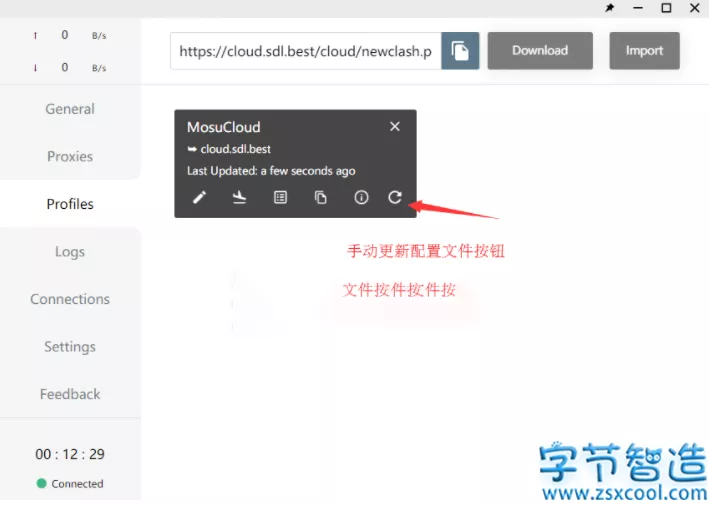 ↑ 0 B/s
↓ 0 B/s
https://cloud.sdl.best/cloud/newclash.p
Download
Import
General
Proxies
Profiles
Logs
Connections
Settings
Feedback
MosuCloud
cloud.sdl.best
Last Updated: a few seconds ago
手动更新配置文件按钮
文件按件按件按
00 : 12 : 29
Connected
字节智造
www.zsxcool.com